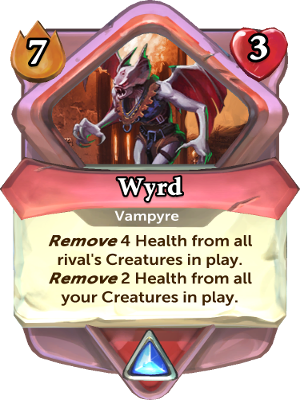 7
3
Wyrd
Vampyre
Remove 4 Health from all
rival's Creatures in play.
Remove 2 Health from all
your Creatures in play.